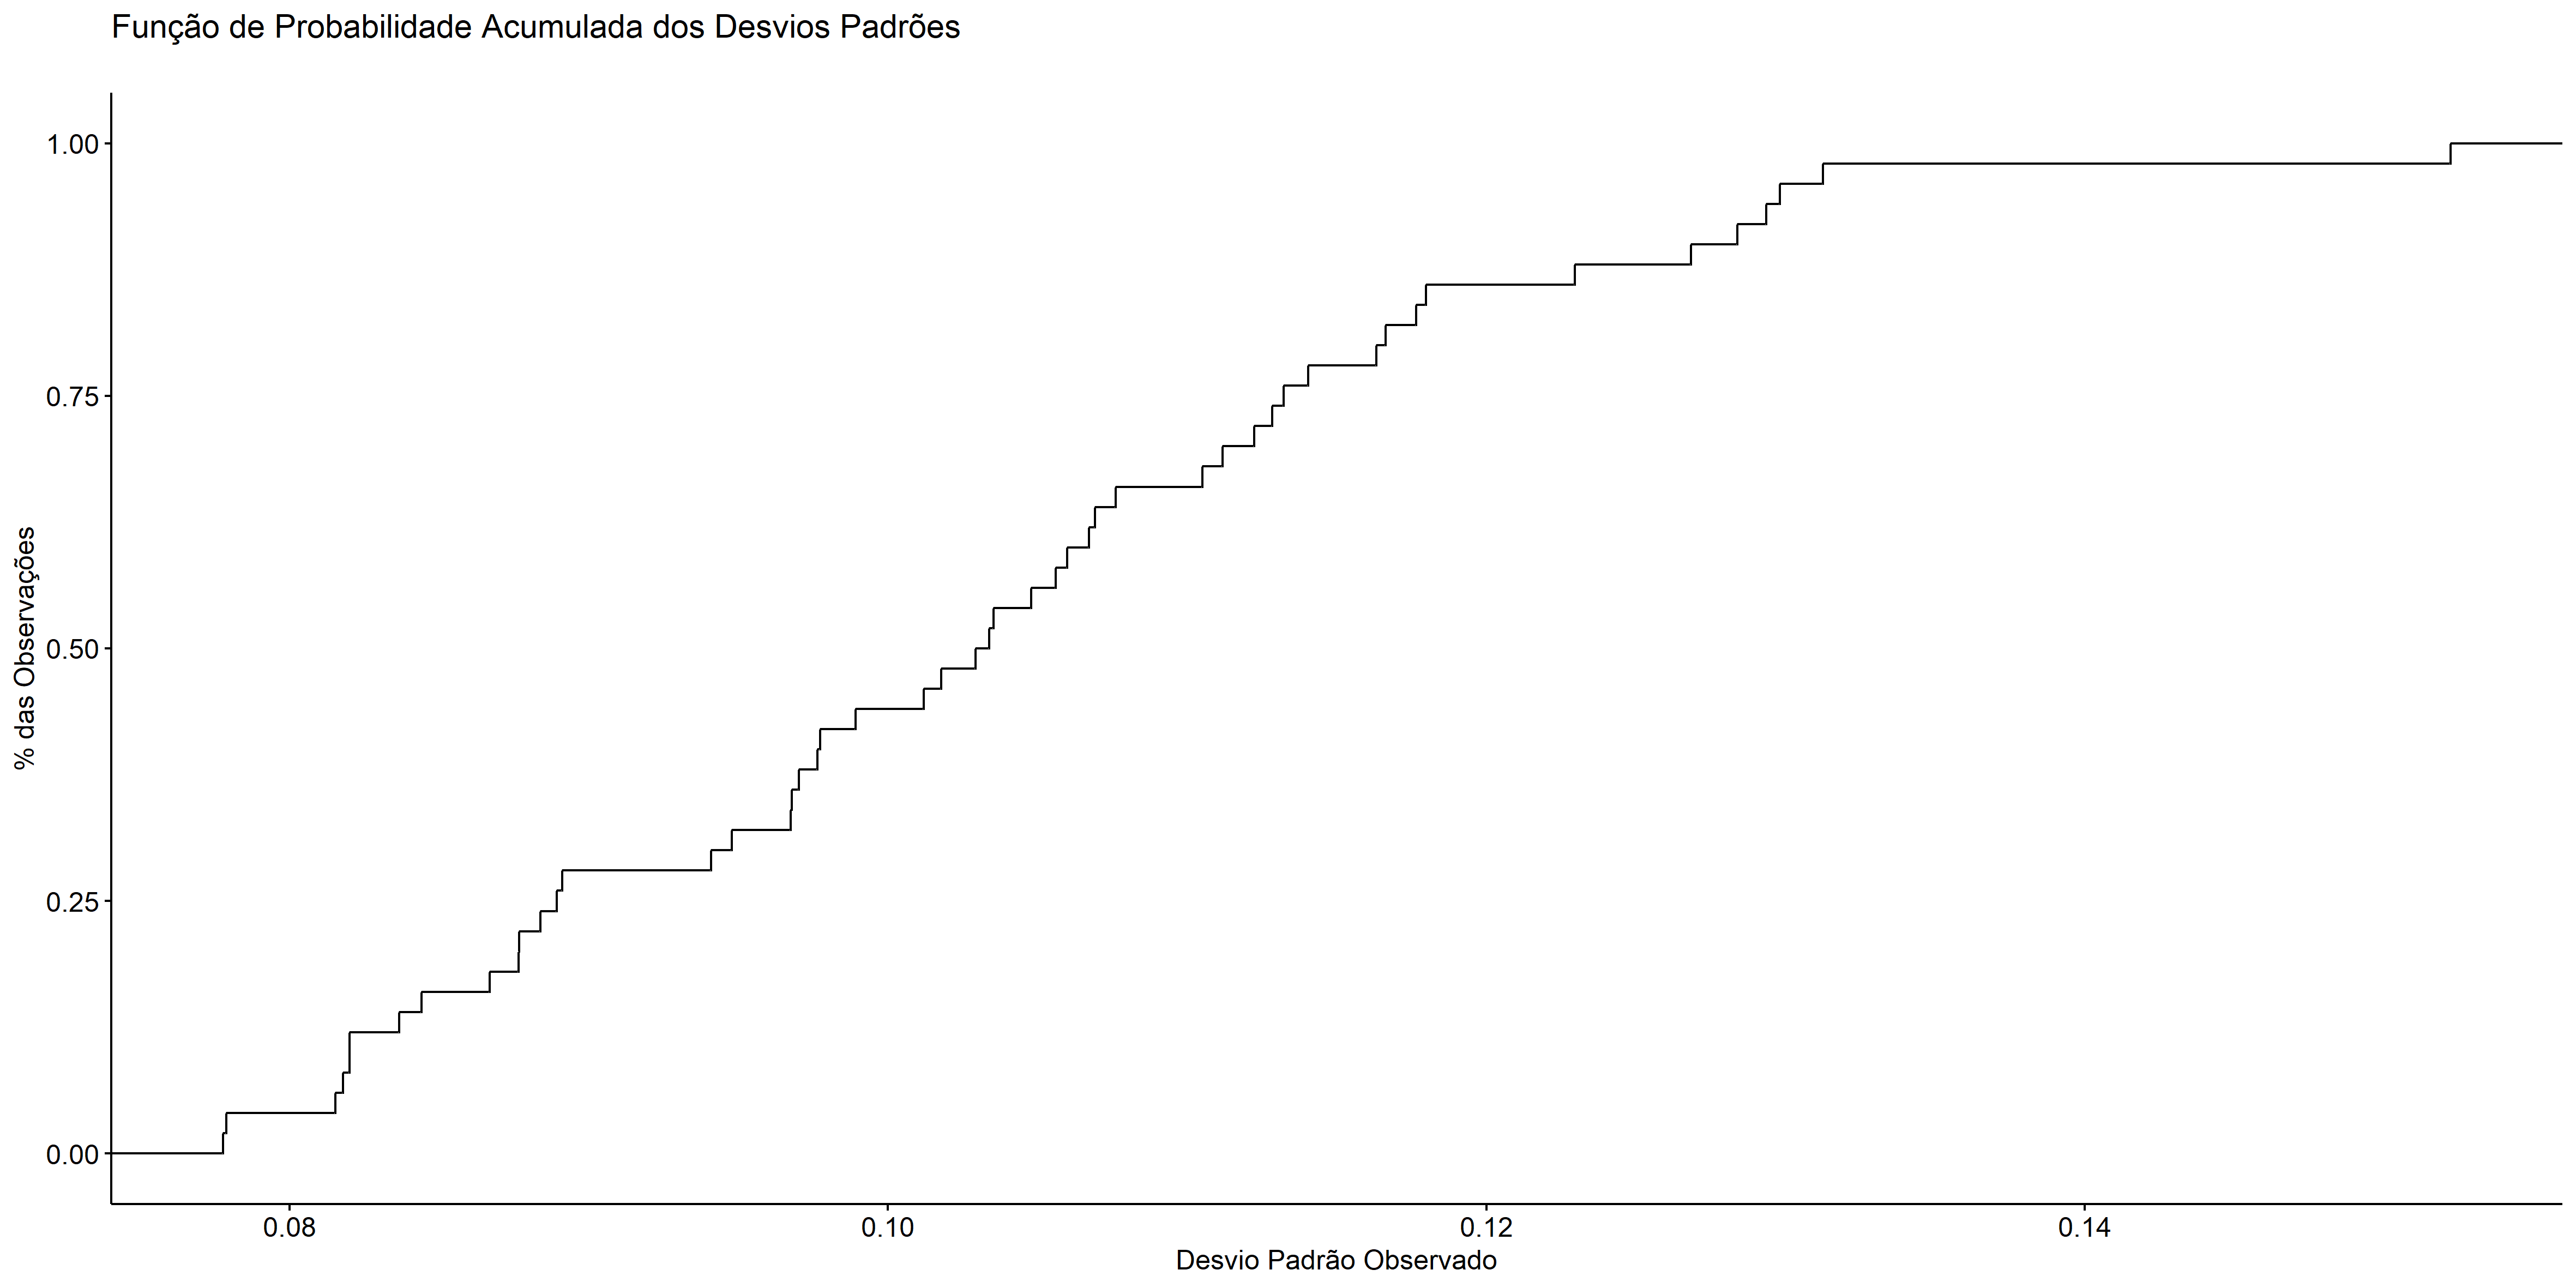 Função de Probabilidade Acumulada dos Desvios Padrões
1.00
0.75
0.50
0.25
0.00
% das Observações
0.08 0.10 0.12 0.14
Desvio Padrão Observado